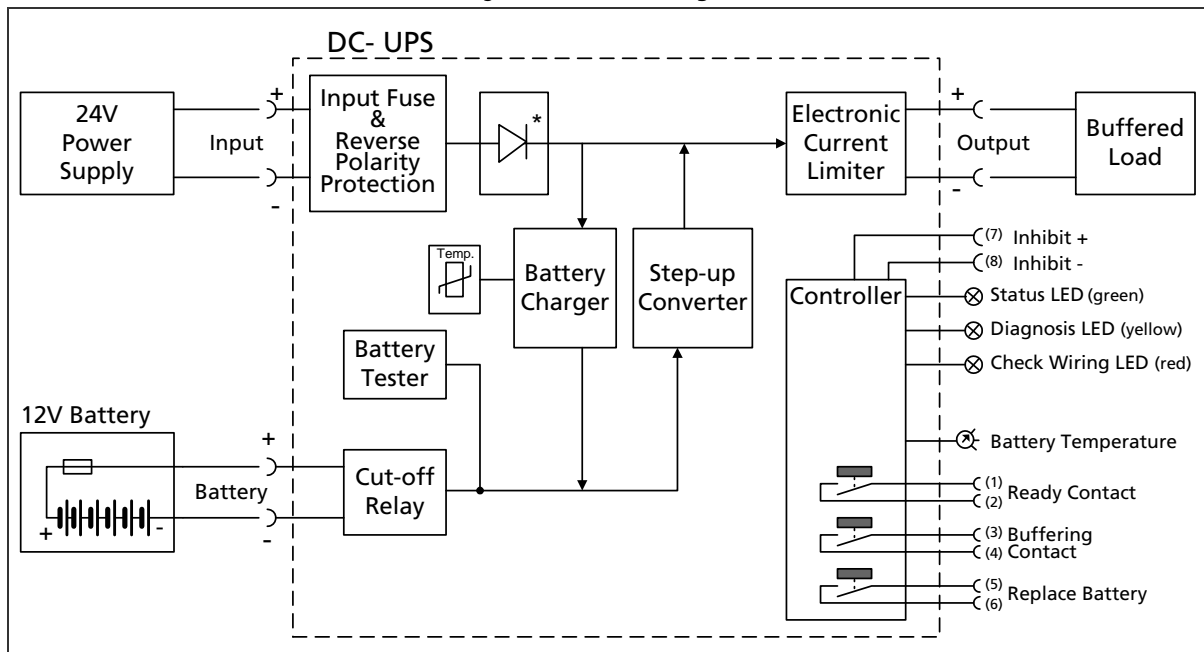 DC- UPS
24V
Power
Supply
+
Input
-
Input Fuse
&
Reverse
Polarity
Protection
*
Electronic
Current
Limiter
+
Output
-
Buffered
Load
Temp.
Battery
Charger
Step-up
Converter
Battery
Tester
12V Battery
+ -
+
Battery
-
Cut-off
Relay
Controller
(7) Inhibit +
(8) Inhibit -
Status LED (green)
Diagnosis LED (yellow)
Check Wiring LED (red)
Battery Temperature
(1)
(2)
Ready Contact
(3) Buffering
(4) Contact
(5)
(6)
Replace Battery